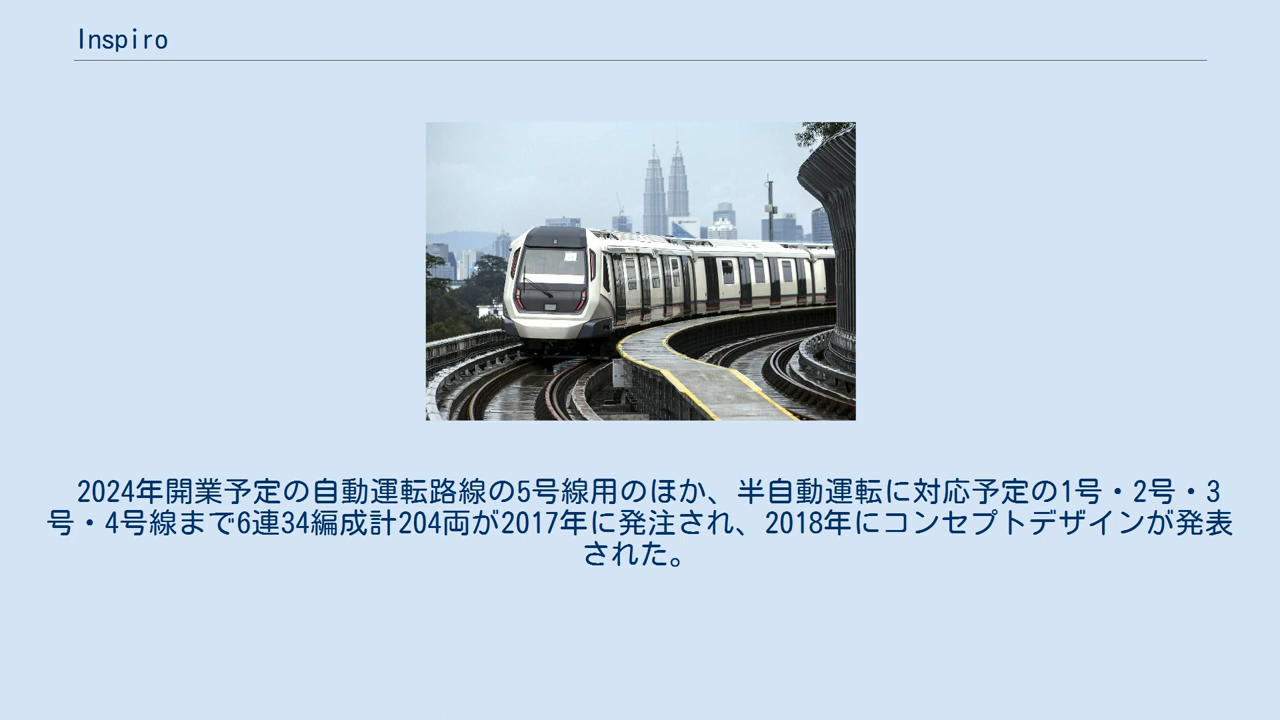 Inspiro
2024年開業予定の自動運転路線の5号線用のほか、半自動運転に対応予定の1号・2号・3
号・4号線まで6連34編成計204両が2017年に発注され、2018年にコンセプトデザインが発表
された。